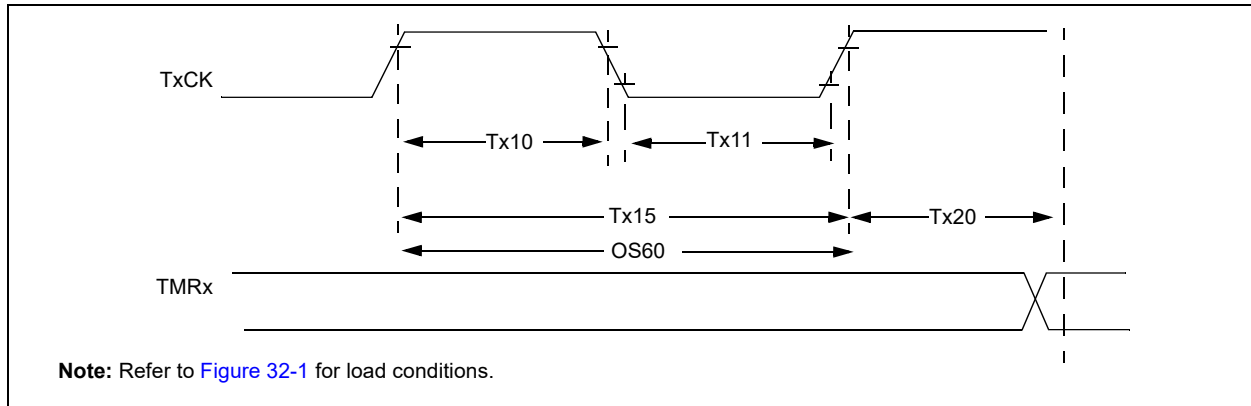 TxCK
Tx10
Tx11
Tx15
Tx20
OS60
TMRx
Note: Refer to Figure 32-1 for load conditions.